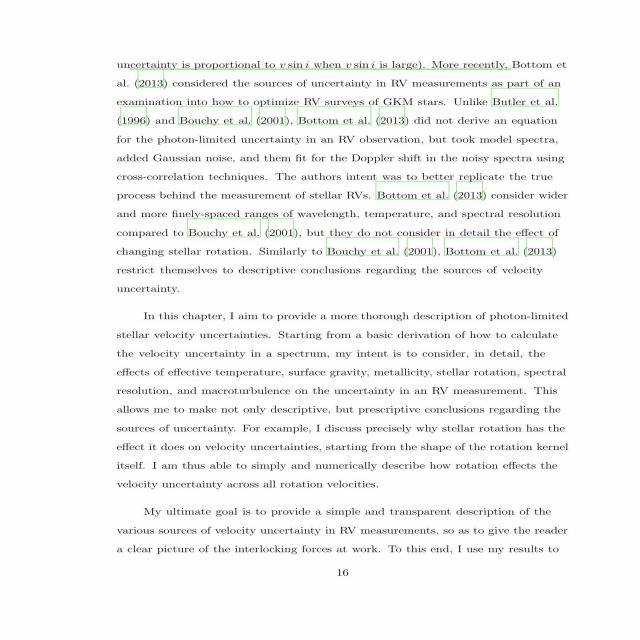 uncertainty is proportional to v sin i when v sin i is large). More recently, Bottom et
al. (2013) considered the sources of uncertainty in RV measurements as part of an
examination into how to optimize RV surveys of GKM stars. Unlike Butler et al.
(1996) and Bouchy et al. (2001), Bottom et al. (2013) did not derive an equation
for the photon-limited uncertainty in an RV observation, but took model spectra,
added Gaussian noise, and them fit for the Doppler shift in the noisy spectra using
cross-correlation techniques. The authors intent was to better replicate the true
process behind the measurement of stellar RVs. Bottom et al. (2013) consider wider
and more finely-spaced ranges of wavelength, temperature, and spectral resolution
compared to Bouchy et al. (2001), but they do not consider in detail the effect of
changing stellar rotation. Similarly to Bouchy et al. (2001), Bottom et al. (2013)
restrict themselves to descriptive conclusions regarding the sources of velocity
uncertainty.
In this chapter, I aim to provide a more thorough description of photon-limited
stellar velocity uncertainties. Starting from a basic derivation of how to calculate
the velocity uncertainty in a spectrum, my intent is to consider, in detail, the
effects of effective temperature, surface gravity, metallicity, stellar rotation, spectral
resolution, and macroturbulence on the uncertainty in an RV measurement. This
allows me to make not only descriptive, but prescriptive conclusions regarding the
sources of uncertainty. For example, I discuss precisely why stellar rotation has the
effect it does on velocity uncertainties, starting from the shape of the rotation kernel
itself. I am thus able to simply and numerically describe how rotation effects the
velocity uncertainty across all rotation velocities.
My ultimate goal is to provide a simple and transparent description of the
various sources of velocity uncertainty in RV measurements, so as to give the reader
a clear picture of the interlocking forces at work. To this end, I use my results to
16